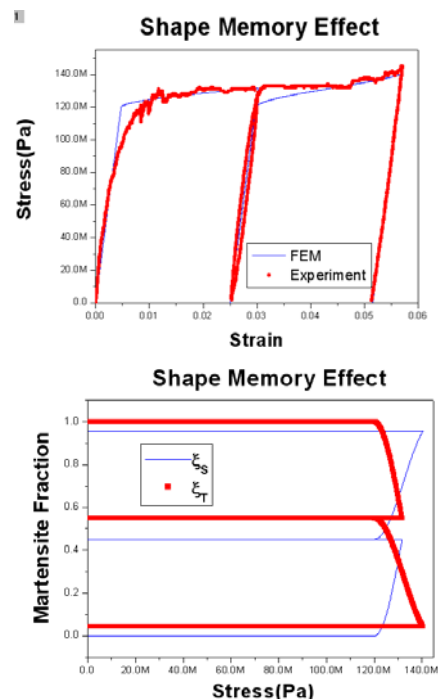 1
Shape Memory Effect
140.0M
120.0M
100.0M
80.0M
60.0M
40.0M
20.0M
0.0
Stress(Pa)
FEM
Experiment
0.00 0.01 0.02 0.03 0.04 0.05 0.06
Strain
Shape Memory Effect
1.0
0.8
0.6
0.4
0.2
0.0
Martensite Fraction
ξS
ξT
0.0 20.0M 40.0M 60.0M 80.0M 100.0M 120.0M 140.0M
Stress(Pa)